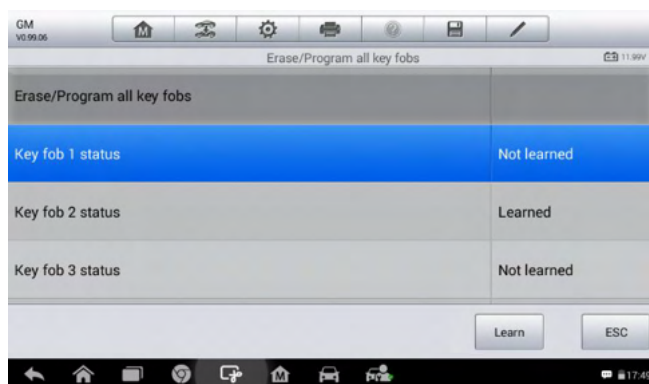 GM
V0.99.06
Erase/Program all key fobs
11.99V
Erase/Program all key fobs
Key fob 1 status Not learned
Key fob 2 status Learned
Key fob 3 status Not learned
Learn ESC
17:49